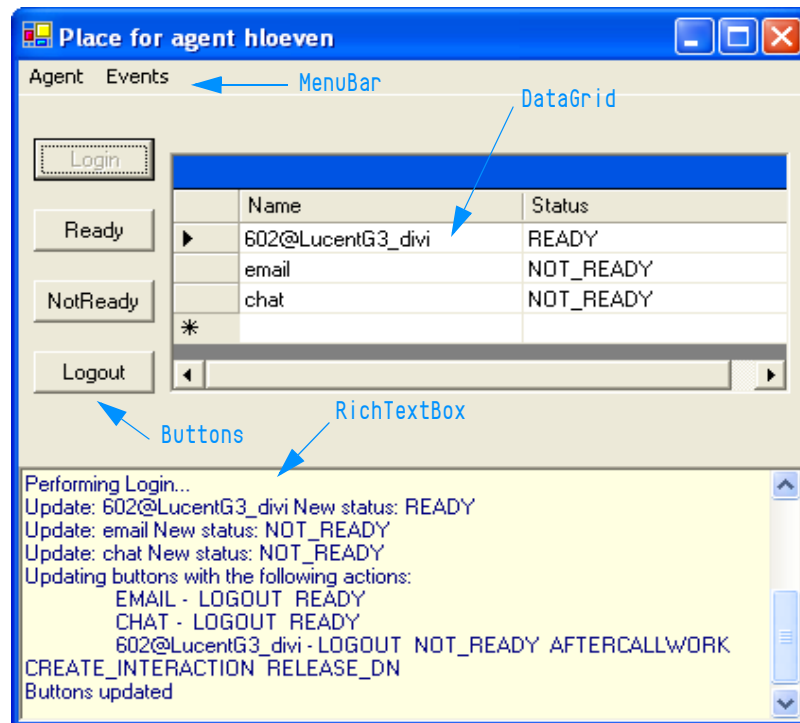 Place for agent hloeven
Agent Events
MenuBar
DataGrid
Login
Name Status
Ready
602@LucentG3_divi READY
email NOT_READY
NotReady
chat NOT_READY
Logout
RichTextBox
Buttons
Performing Login...
Update: 602@LucentG3_divi New status: READY
Update: email New status: NOT_READY
Update: chat New status: NOT_READY
Updating buttons with the following actions:
EMAIL - LOGOUT READY
CHAT - LOGOUT READY
602@LucentG3_divi - LOGOUT NOT_READY AFTERCALLWORK
CREATE_INTERACTION RELEASE_DN
Buttons updated